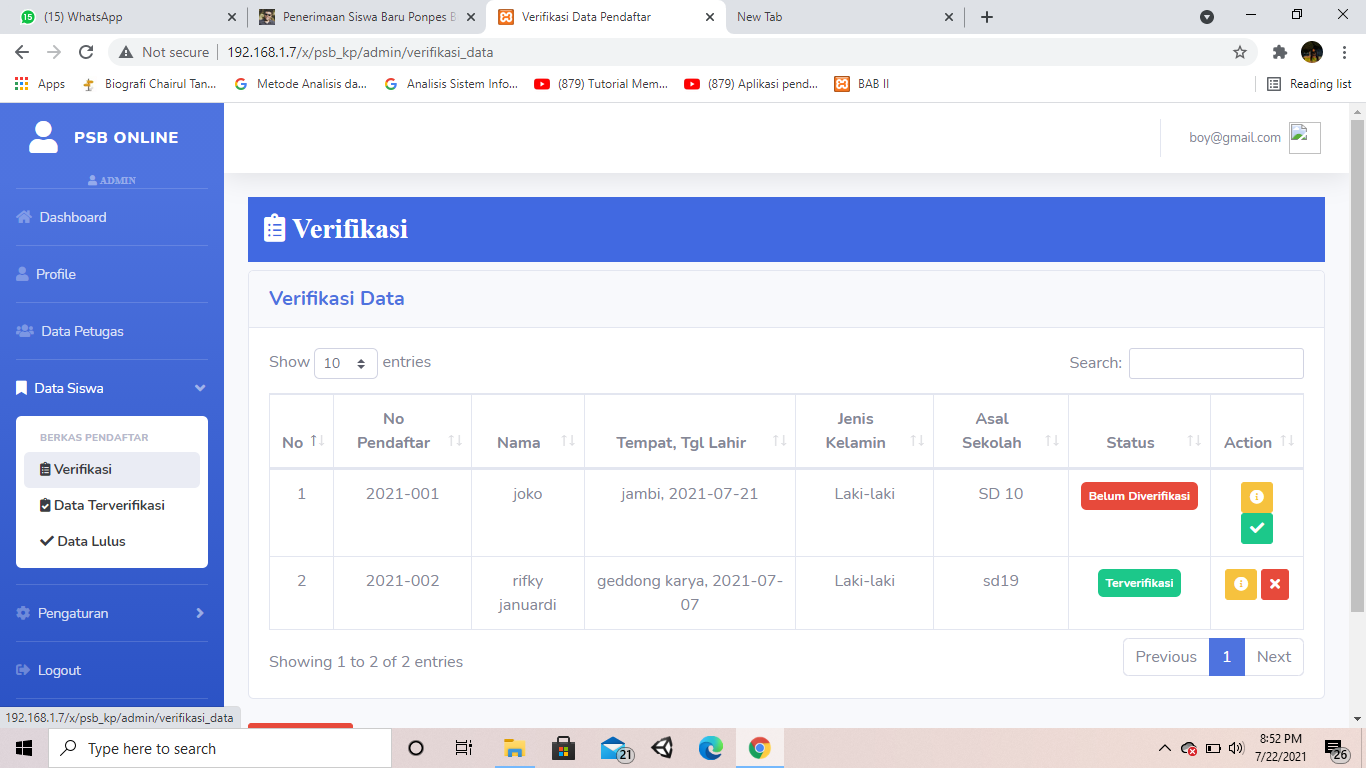 (15) WhatsApp
Penerimaan Siswa Baru Ponpes B
Verifikasi Data Pendaftar
New Tab
Not secure
192.168.1.7/x/psb_kp/admin/verifikasi_data
Apps
Biografi Chairul Tan...
Metode Analisis da...
Analisis Sistem Info...
(879) Tutorial Mem...
(879) Aplikasi pend...
BAB II
Reading list
PSB ONLINE
ADMIN
Dashboard
Profile
Data Petugas
Data Siswa
BERKAS PENDAFTAR
Verifikasi
Data Terverifikasi
Data Lulus
Pengaturan
Logout
192.168.1.7/x/psb_kp/admin/verifikasi_data
boy@gmail.com
Verifikasi
Verifikasi Data
Show 10 entries
Search:
No
No Pendaftar
Nama
Tempat, Tgl Lahir
Jenis Kelamin
Asal Sekolah
Status
Action
1
2021-001
joko
jambi, 2021-07-21
Laki-laki
SD 10
Belum Diverifikasi
2
2021-002
rifky
januardi
geddong karya, 2021-07-
07
Laki-laki
sd19
Terverifikasi
Showing 1 to 2 of 2 entries
Previous 1 Next
Type here to search
21
8:52 PM
7/22/2021
26